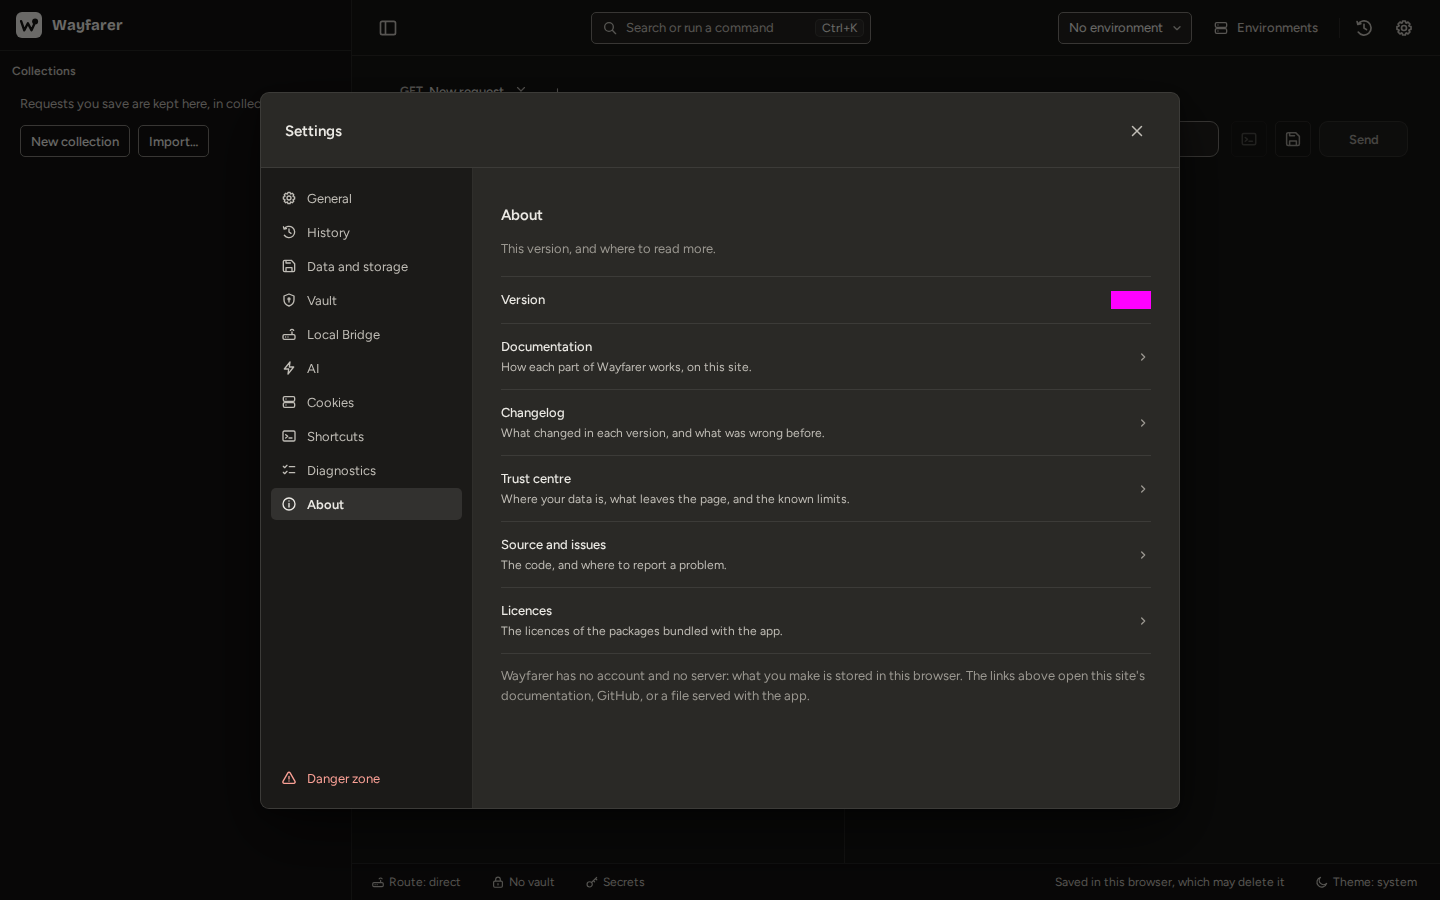 Wayfarer
Search or run a command
Ctrl+K
No environment
Environments
Collections
Requests you save are kept here, in collec
New collection
Import...
GET New request
Send
Settings
General
History
Data and storage
Vault
Local Bridge
AI
Cookies
Shortcuts
Diagnostics
About
Danger zone
About
This version, and where to read more.
Version
Documentation
How each part of Wayfarer works, on this site.
Changelog
What changed in each version, and what was wrong before.
Trust centre
Where your data is, what leaves the page, and the known limits.
Source and issues
The code, and where to report a problem.
Licences
The licences of the packages bundled with the app.
Wayfarer has no account and no server: what you make is stored in this browser. The links above open this site's
documentation, GitHub, or a file served with the app.
Route: direct
No vault
Secrets
Saved in this browser, which may delete it
Theme: system